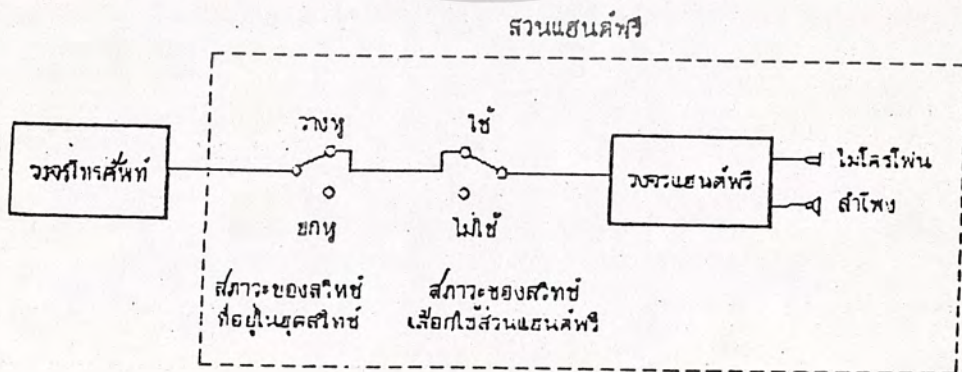 ส่วนแฮนด์ฟรี
วางหู
ใช้
วงจรโทรศัพท์
วงจรแฮนด์ฟรี
ไมโครโฟน
ลำโพง
ยกหู
ไม่ใช้
สภาวะของสวิทช์
ที่อยู่ในฮุคสวิทช์
สภาวะของสวิทช์
เลือกใช้ส่วนแฮนด์ฟรี